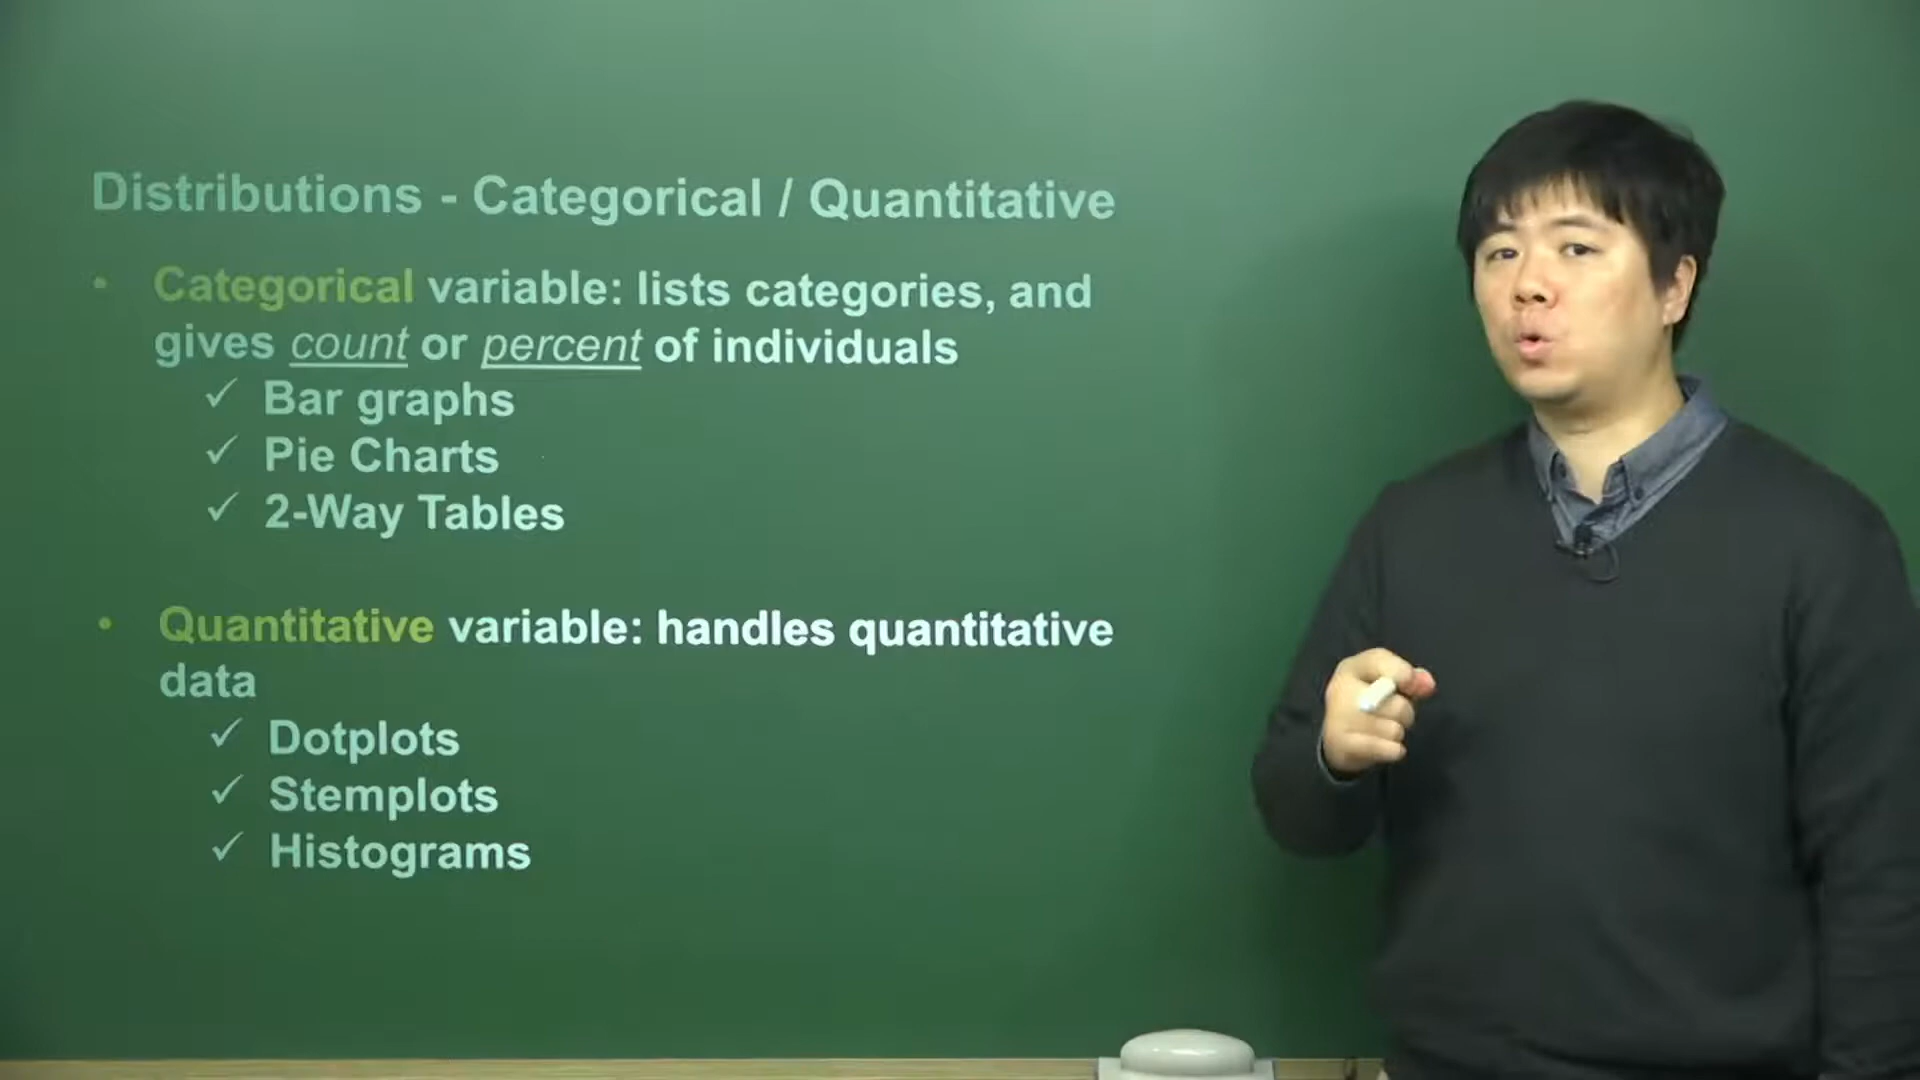 Distributions - Categorical / Quantitative
• Categorical variable: lists categories, and
gives count or percent of individuals
✓ Bar graphs
✓ Pie Charts
✓ 2-Way Tables
• Quantitative variable: handles quantitative
data
✓ Dotplots
✓ Stemplots
✓ Histograms